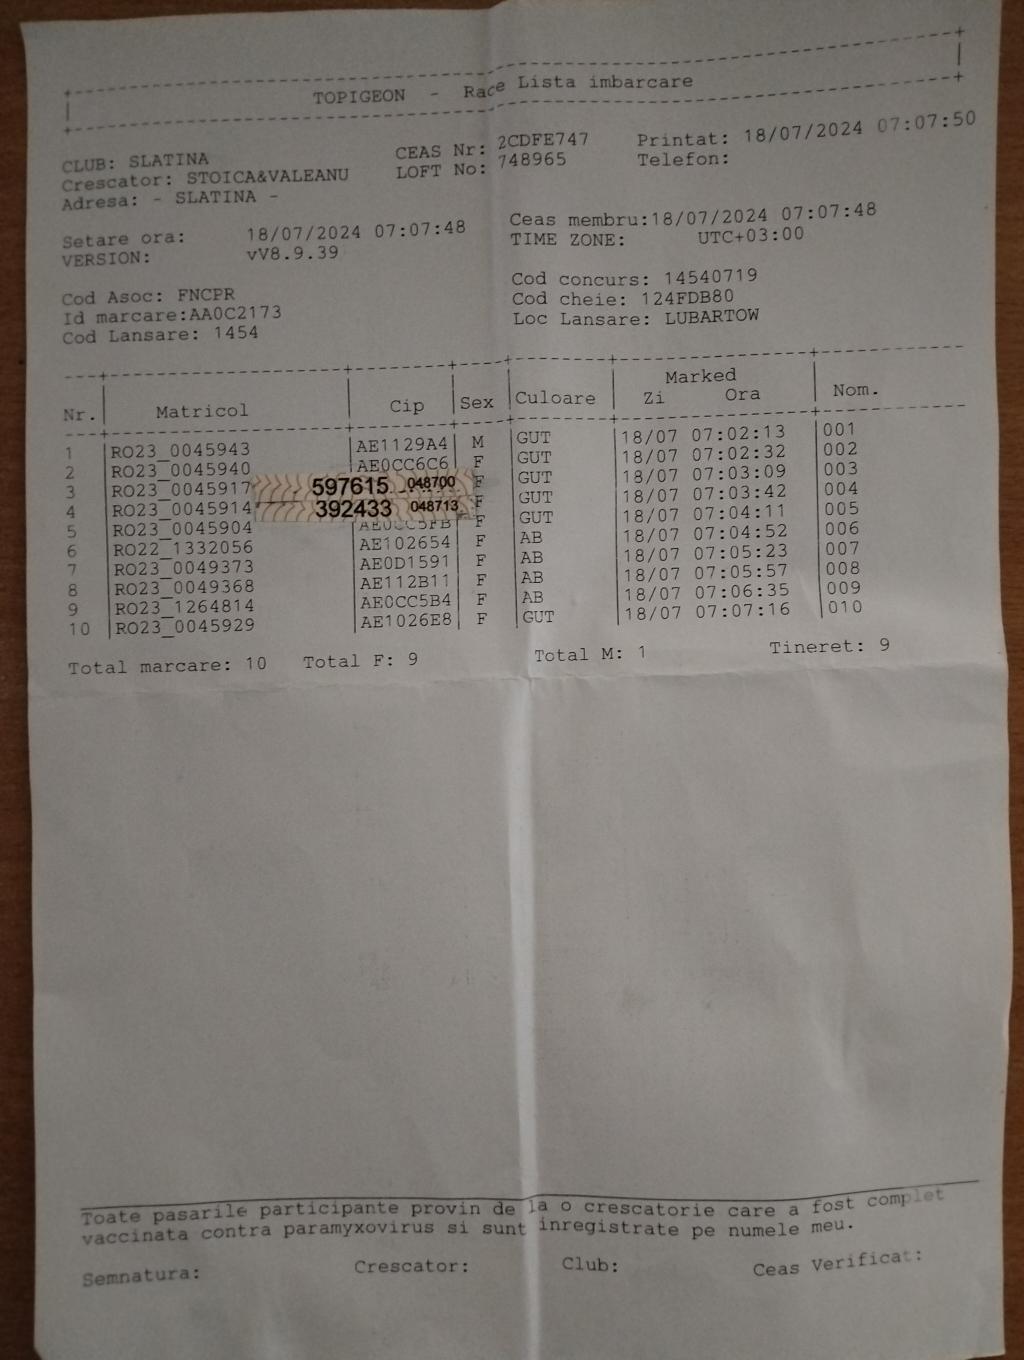 TOPIGEON - Race Lista imbarcare
CLUB: SLATINA CEAS Nr: 2CDFE747 Printat: 18/07/2024 07:07:50
Crescator: STOICA&VALEANU LOFT No: 748965 Telefon:
Adresa: - SLATINA -
Setare ora: 18/07/2024 07:07:48 Ceas membru:18/07/2024 07:07:48
VERSION: vV8.9.39 TIME ZONE: UTC+03:00
Cod Asoc: FNCPR Cod concurs: 14540719
Id marcare:AA0C2173 Cod cheie: 124FDB80
Cod Lansare: 1454 Loc Lansare: LUBARTOW
Marked
Nr. Matricol Cip Sex Culoare Zi Ora Nom.
1 RO23_0045943 AE1129A4 M GUT 18/07 07:02:13 001
2 RO23_0045940 AE0CC6C6 F GUT 18/07 07:02:32 002
3 RO23_0045917 597615 048700 F GUT 18/07 07:03:09 003
4 RO23_0045914 392433 048713 F GUT 18/07 07:03:42 004
5 RO23_0045904 AE0CC5FB F GUT 18/07 07:04:11 005
6 RO22_1332056 AE102654 F AB 18/07 07:04:52 006
7 RO23_0049373 AE0D1591 F AB 18/07 07:05:23 007
8 RO23_0049368 AE112B11 F AB 18/07 07:05:57 008
9 RO23_1264814 AE0CC5B4 F AB 18/07 07:06:35 009
10 RO23_0045929 AE1026E8 F GUT 18/07 07:07:16 010
Total marcare: 10 Total F: 9 Total M: 1 Tineret: 9
Toate pasarile participante provin de la o crescatorie care a fost complet
vaccinata contra paramyxovirus si sunt inregistrate pe numele meu.
Semnatura: Crescator: Club: Ceas Verificat: